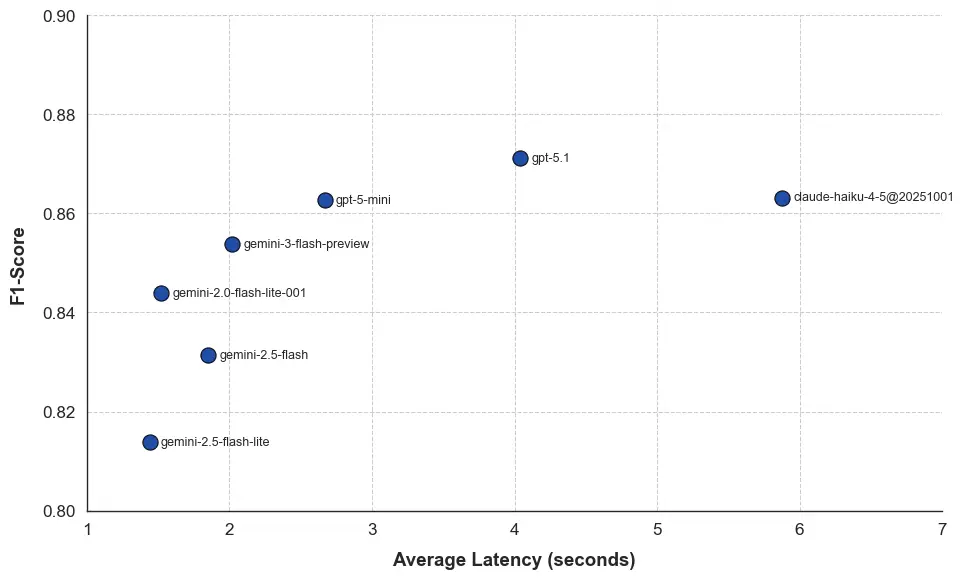 0.90
0.88
gpt-5.1
claude-haiku-4-5@20251001
gpt-5-mini
0.86
gemini-3-flash-preview
F1-Score
gemini-2.0-flash-lite-001
0.84
gemini-2.5-flash
0.82
gemini-2.5-flash-lite
0.80
1 2 3 4 5 6 7
Average Latency (seconds)